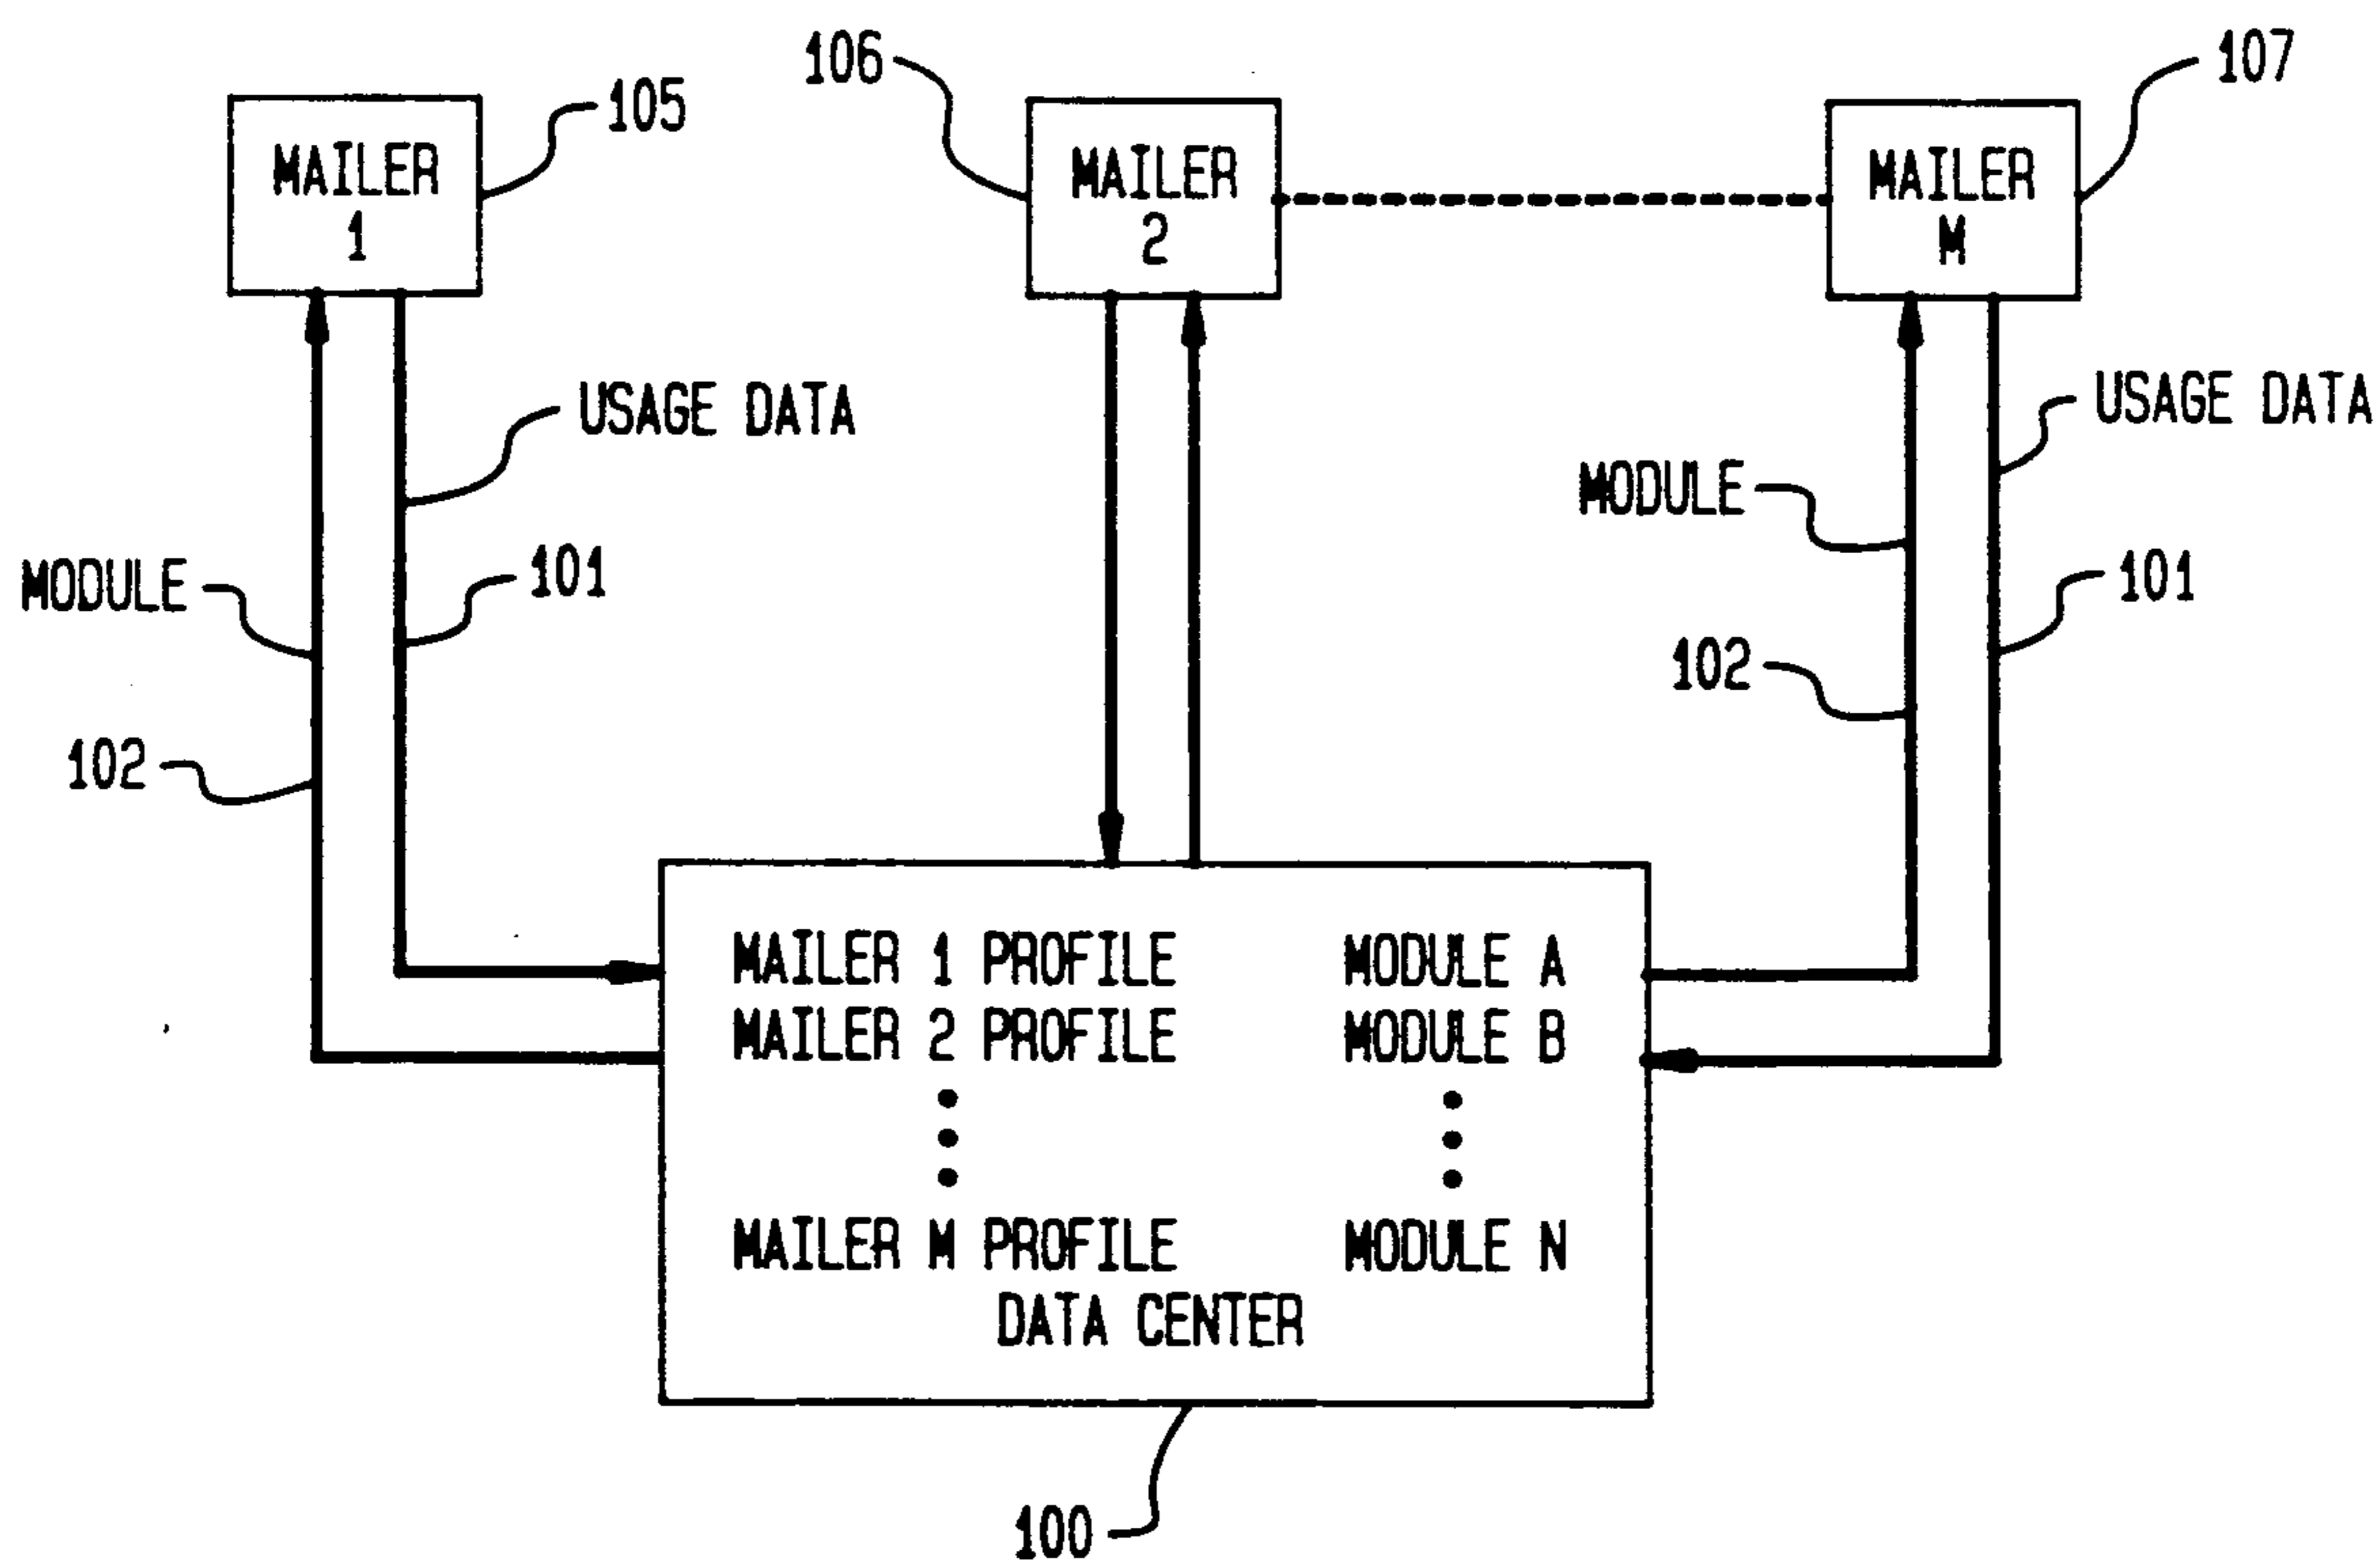 106
107
105
MAILER
1
MAILER
2
MAILER
M
USAGE DATA
USAGE DATA
MODULE
101
101
MODULE
102
102
MAILER 1 PROFILE
MODULE A
MAILER 2 PROFILE
MODULE B
MAILER M PROFILE
MODULE N
DATA CENTER
100